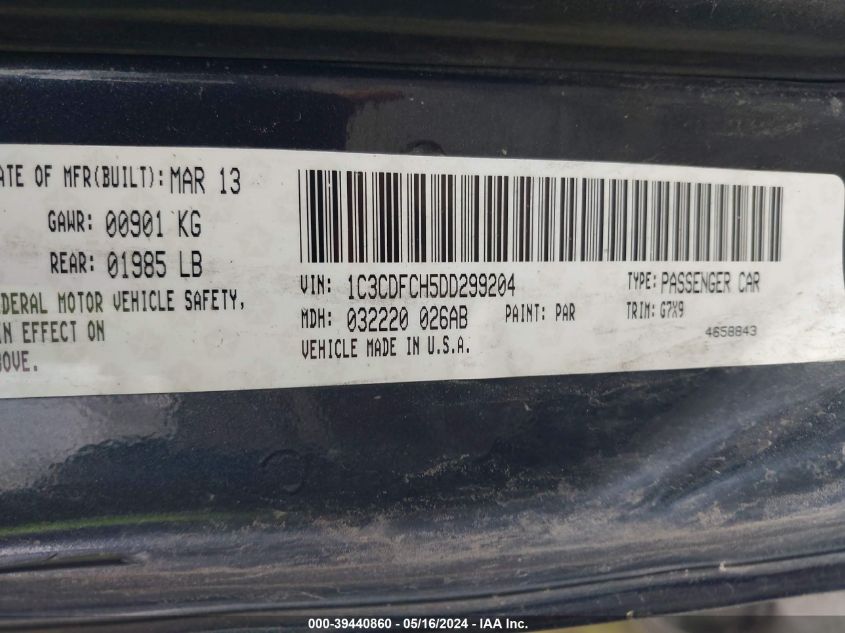 ATE OF MFR(BUILT): MAR 13
GAWR: 00901 KG
REAR: 01985 LB
EDERAL MOTOR VEHICLE SAFETY,
IN EFFECT ON
BOVE.
VIN: 1C3CDFCH5DD299204 TYPE: PASSENGER CAR
MDH: 032220 026AB PAINT: PAR TRIM: G7X9
VEHICLE MADE IN U.S.A. 4658843
000-39440860 - 05/16/2024 - IAA Inc.